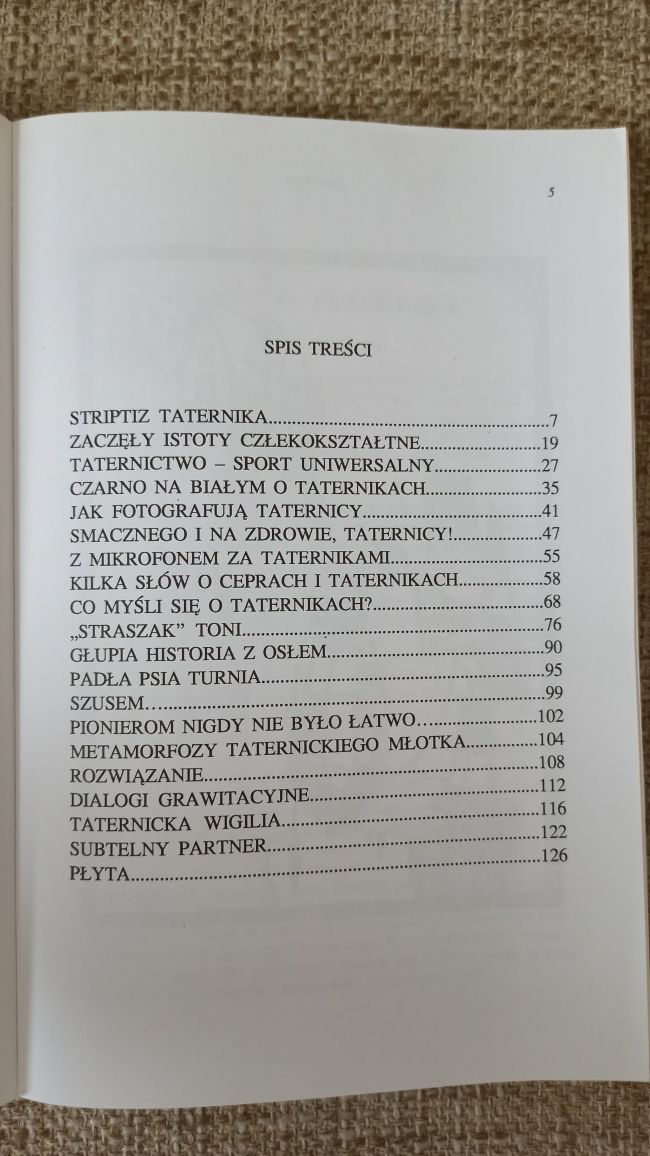 5
SPIS TREŚCI
STRIPTIZ TATERNIKA............................................................7
ZACZĘŁY ISTOTY CZŁEKOKSZTAŁTNE..........................19
TATERNICTWO – SPORT UNIWERSALNY.......................27
CZARNO NA BIAŁYM O TATERNIKACH........................35
JAK FOTOGRAFUJĄ TATERNICY.......................................41
SMACZNEGO I NA ZDROWIE, TATERNICY!...................47
Z MIKROFONEM ZA TATERNIKAMI.................................55
KILKA SŁÓW O CEPRACH I TATERNIKACH..................58
CO MYŚLI SIĘ O TATERNIKACH?....................................68
„STRASZAK” TONI................................................................76
GŁUPIA HISTORIA Z OSŁEM..............................................90
PADŁA PSIA TURNIA............................................................95
SZUSEM...................................................................................99
PIONIEROM NIGDY NIE BYŁO ŁATWO.........................102
METAMORFOZY TATERNICKIEGO MŁOTKA...............104
ROZWIĄZANIE.......................................................................108
DIALOGI GRAWITACYJNE.................................................112
TATERNICKA WIGILIA.......................................................116
SUBTELNY PARTNER..........................................................122
PŁYTA......................................................................................126